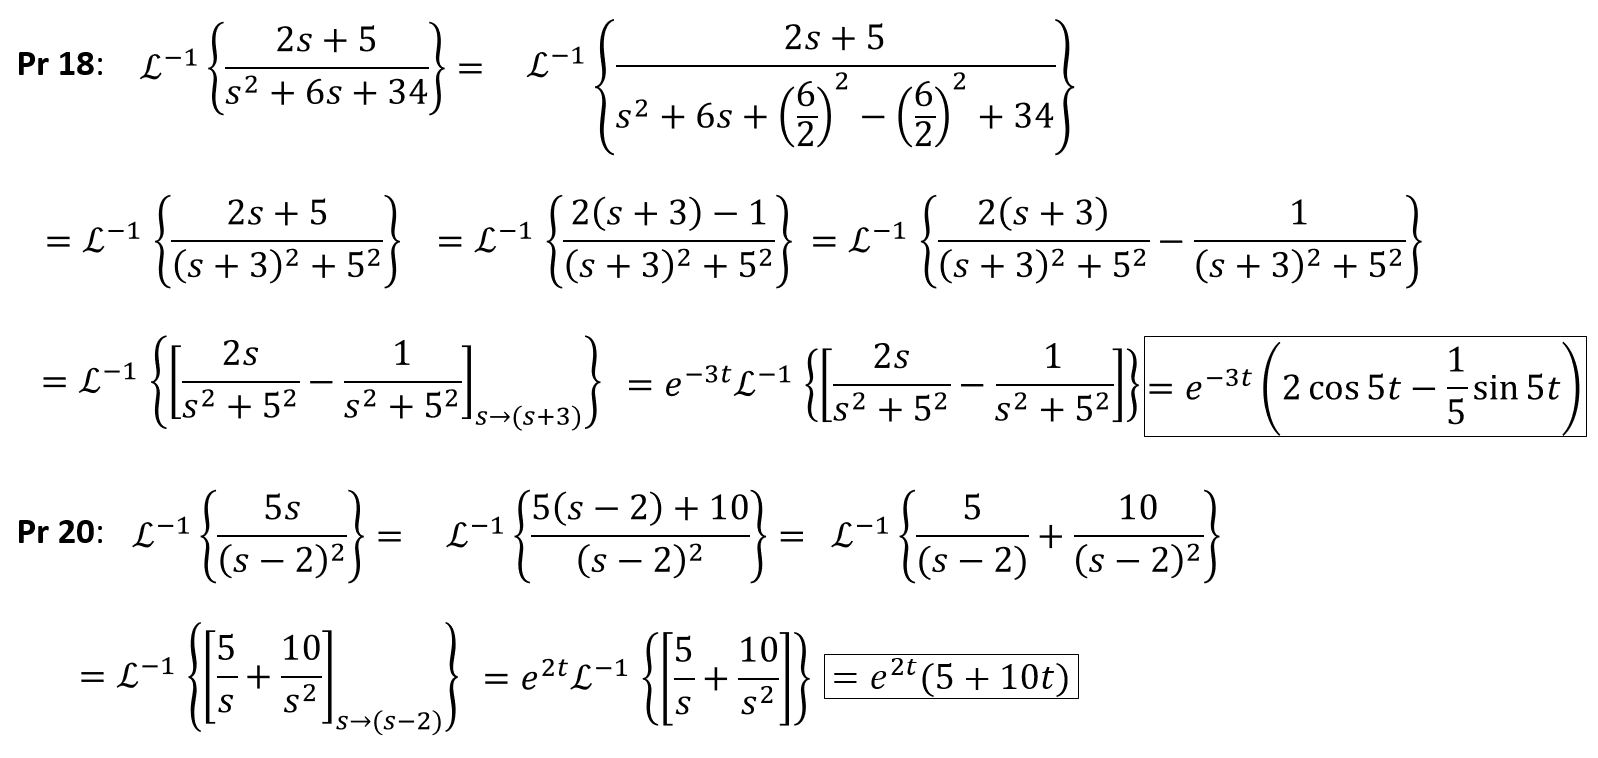 Pr 18: ℒ⁻¹ {(2s + 5)/(s² + 6s + 34)} = ℒ⁻¹ {(2s + 5)/(s² + 6s + (6/2)² − (6/2)² + 34)}
= ℒ⁻¹ {(2s + 5)/((s + 3)² + 5²)} = ℒ⁻¹ {(2(s + 3) − 1)/((s + 3)² + 5²)} = ℒ⁻¹ {2(s + 3)/((s + 3)² + 5²) − 1/((s + 3)² + 5²)}
= ℒ⁻¹ {[2s/(s² + 5²) − 1/(s² + 5²)]_{s→(s+3)}} = e^{−3t}ℒ⁻¹ {[2s/(s² + 5²) − 1/(s² + 5²)]} = e^{−3t} (2 cos 5t − (1/5) sin 5t)
Pr 20: ℒ⁻¹ {5s/(s − 2)²} = ℒ⁻¹ {(5(s − 2) + 10)/(s − 2)²} = ℒ⁻¹ {5/(s − 2) + 10/(s − 2)²}
= ℒ⁻¹ {[5/s + 10/s²]_{s→(s−2)}} = e^{2t}ℒ⁻¹ {[5/s + 10/s²]} = e^{2t}(5 + 10t)